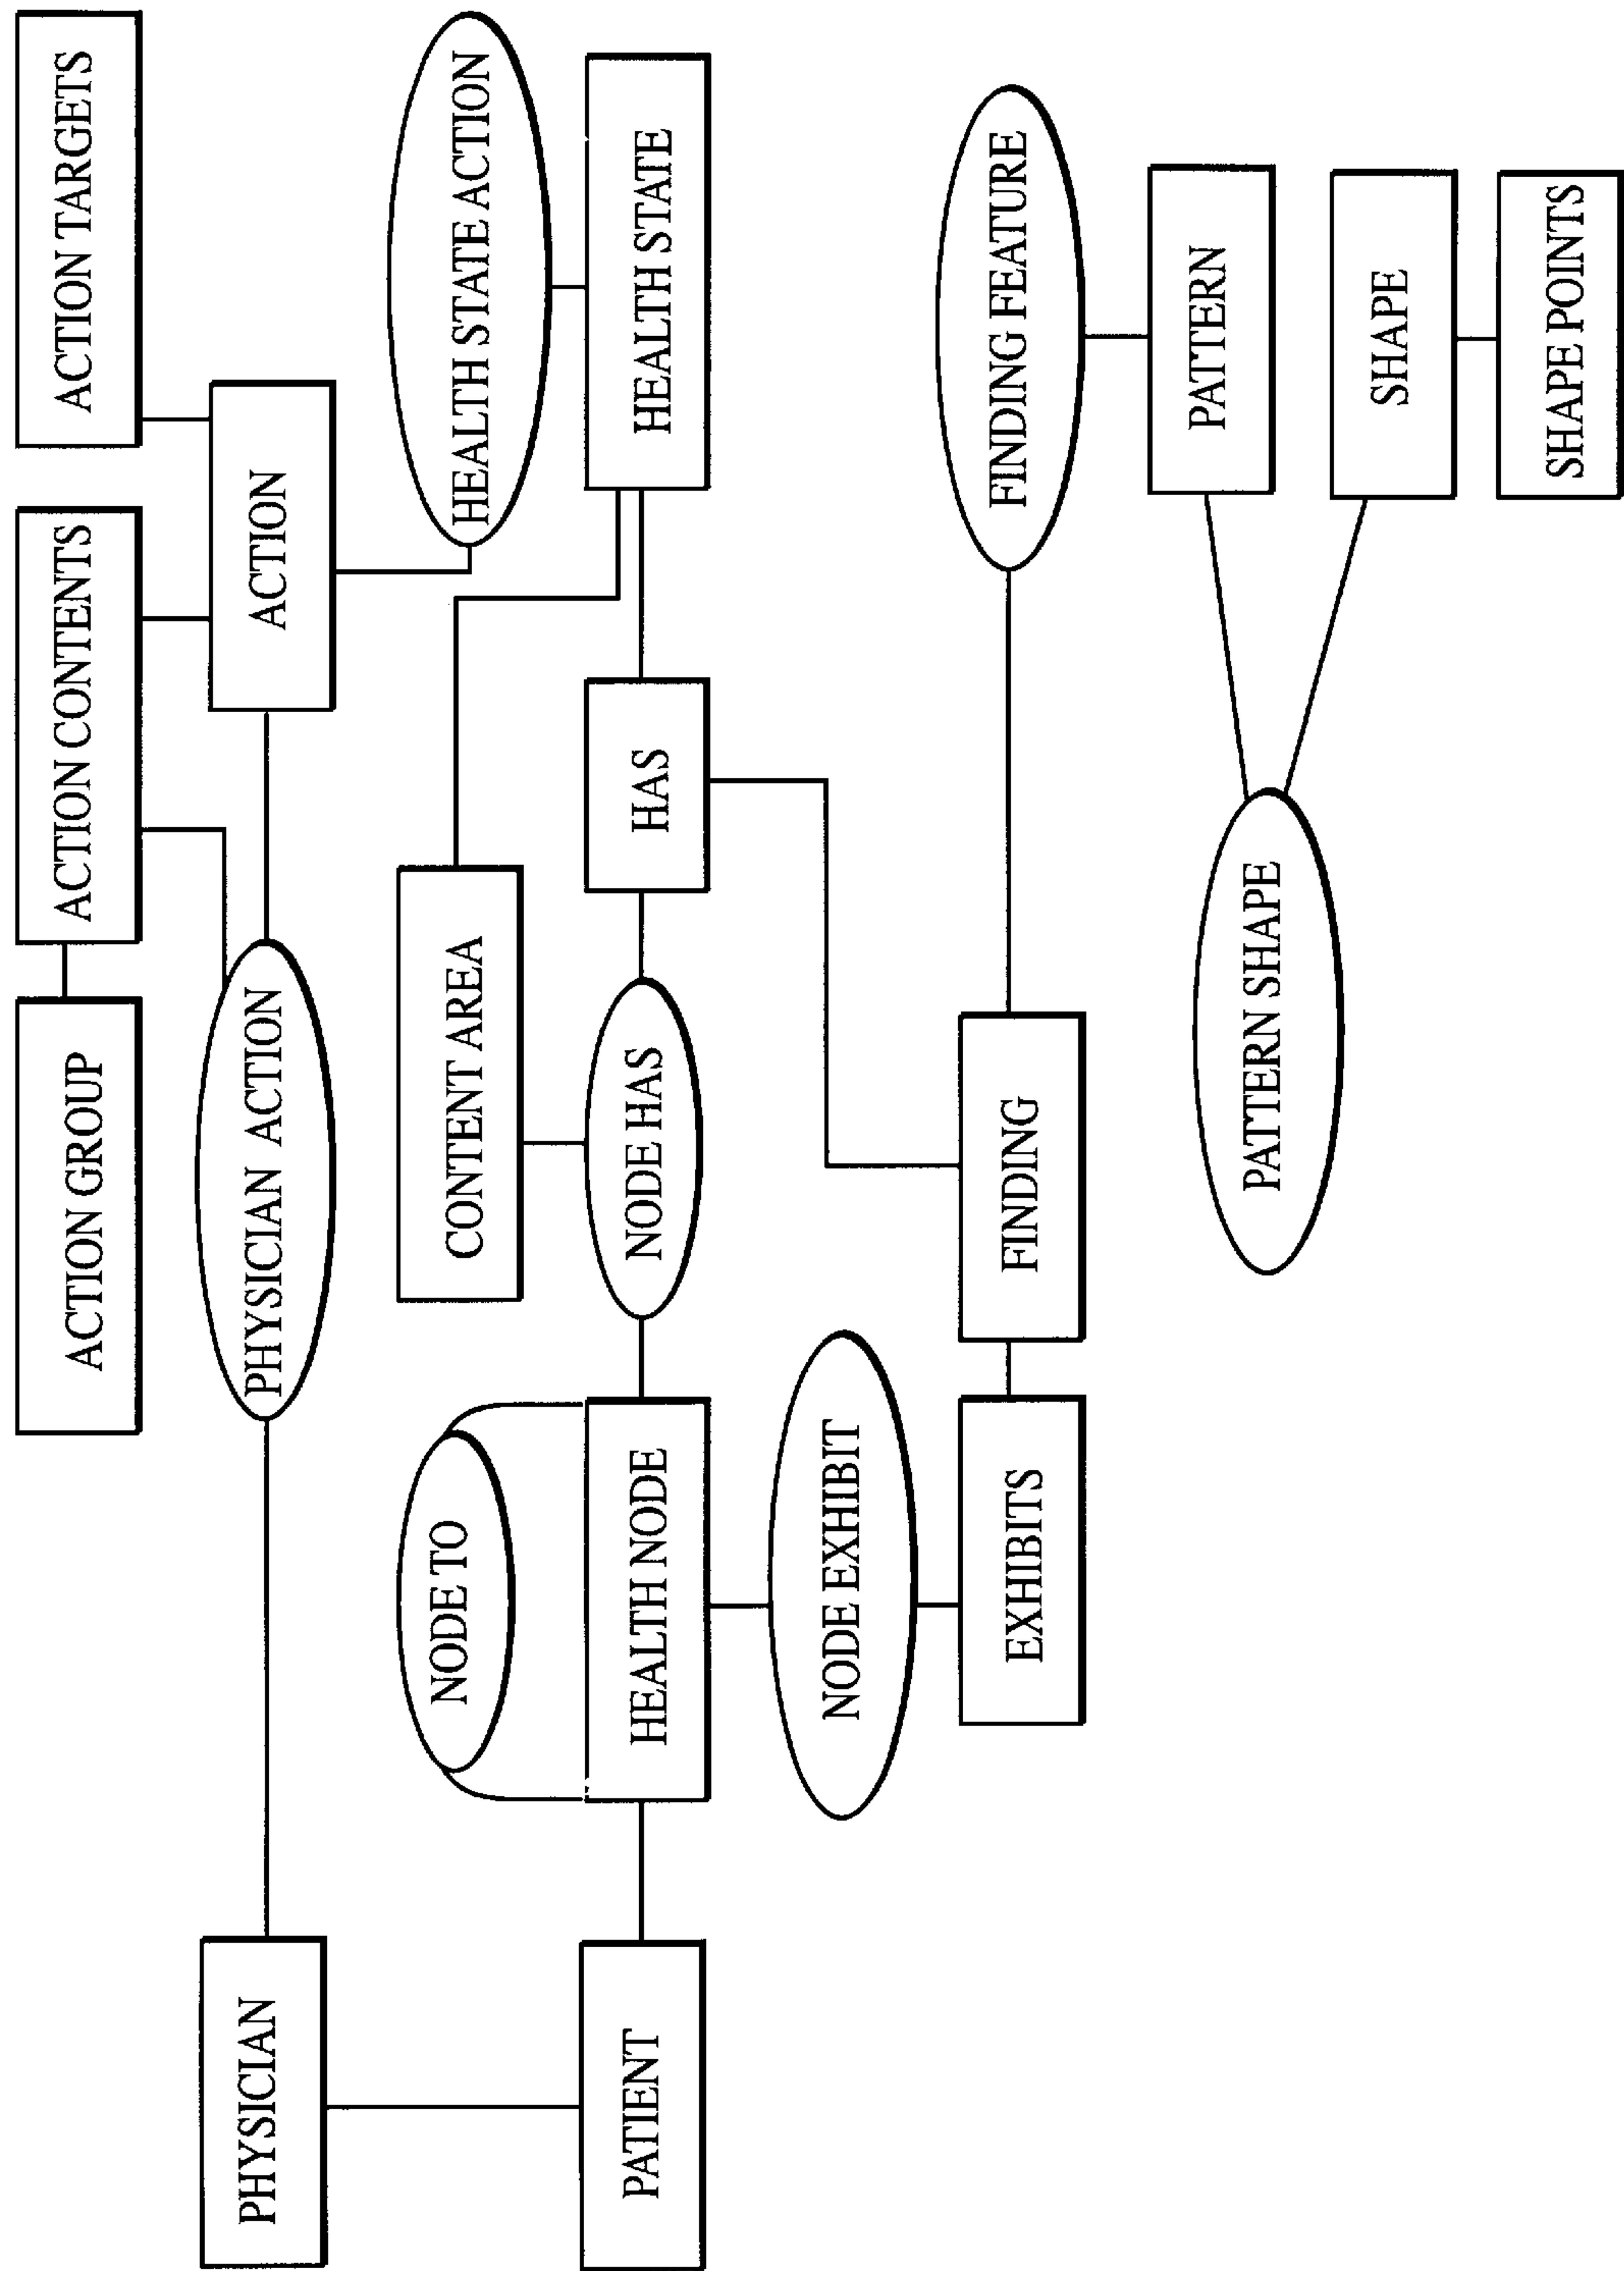 ACTION GROUP
ACTION CONTENTS
ACTION TARGETS
PHYSICIAN
PHYSICIAN ACTION
ACTION
NODE TO
CONTENT AREA
HEALTH STATE ACTION
PATIENT
HEALTH NODE
NODE HAS
HAS
HEALTH STATE
NODE EXHIBIT
EXHIBITS
FINDING
FINDING FEATURE
PATTERN
PATTERN SHAPE
SHAPE
SHAPE POINTS